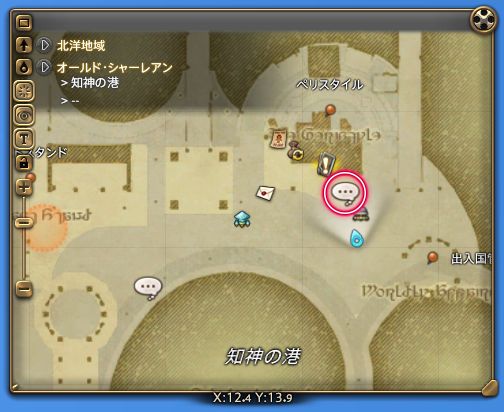 北洋地域
オールド・シャーレアン
> 知神の港
> --
ペリスタイル
スタンド
T
出入国管
知神の港
X:12.4 Y:13.9